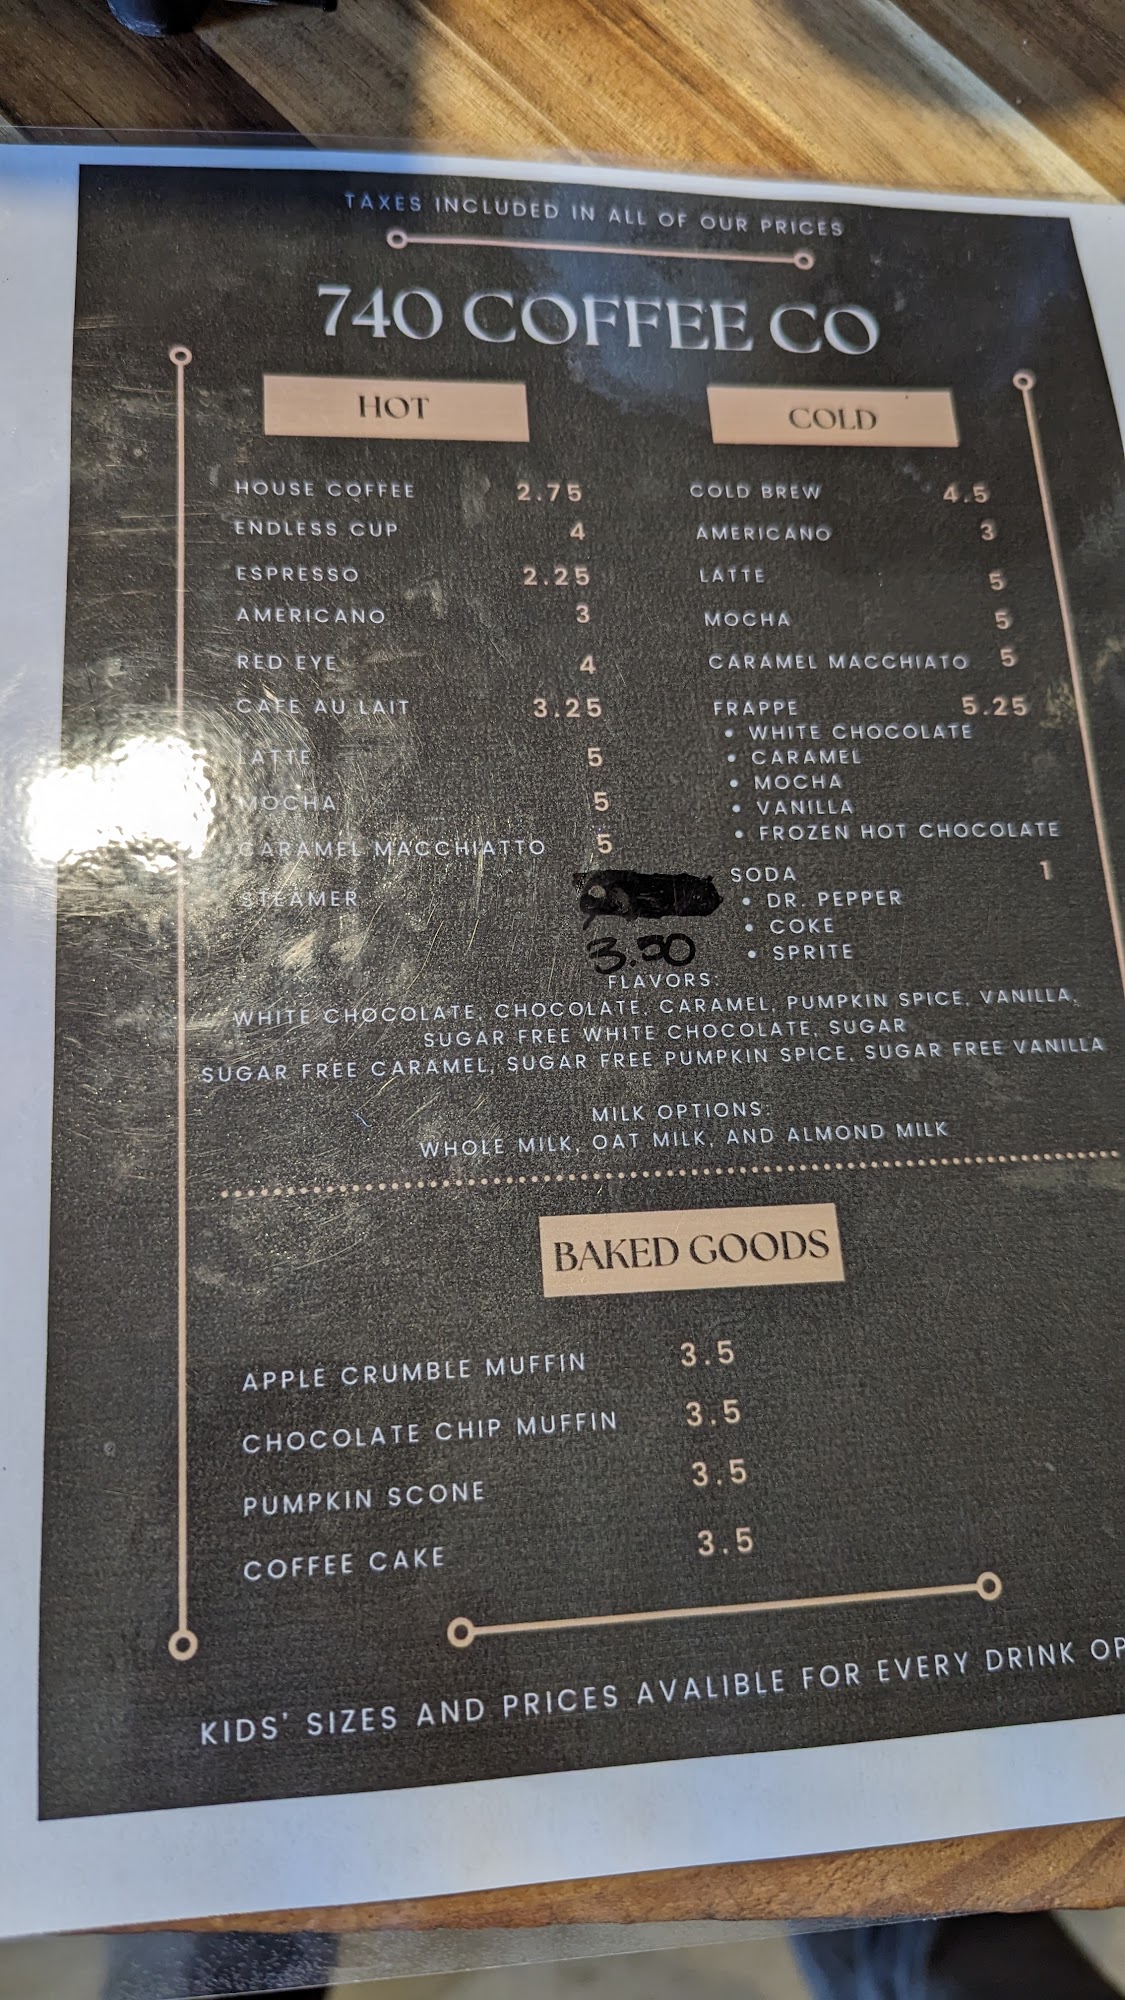 TAXES INCLUDED IN ALL OF OUR PRICES
740 COFFEE CO
HOT
HOUSE COFFEE 2.75
ENDLESS CUP 4
ESPRESSO 2.25
AMERICANO 3
RED EYE 4
CAFE AU LAIT 3.25
LATTE 5
MOCHA 5
CARAMEL MACCHIATTO 5
STEAMER
3.50
COLD
COLD BREW 4.5
AMERICANO 3
LATTE 5
MOCHA 5
CARAMEL MACCHIATO 5
FRAPPE 5.25
• WHITE CHOCOLATE
• CARAMEL
• MOCHA
• VANILLA
• FROZEN HOT CHOCOLATE
SODA 1
• DR. PEPPER
• COKE
• SPRITE
FLAVORS:
WHITE CHOCOLATE, CHOCOLATE, CARAMEL, PUMPKIN SPICE, VANILLA,
SUGAR FREE WHITE CHOCOLATE, SUGAR
SUGAR FREE CARAMEL, SUGAR FREE PUMPKIN SPICE, SUGAR FREE VANILLA
MILK OPTIONS:
WHOLE MILK, OAT MILK, AND ALMOND MILK
BAKED GOODS
APPLE CRUMBLE MUFFIN 3.5
CHOCOLATE CHIP MUFFIN 3.5
PUMPKIN SCONE 3.5
COFFEE CAKE 3.5
KIDS' SIZES AND PRICES AVALIBLE FOR EVERY DRINK